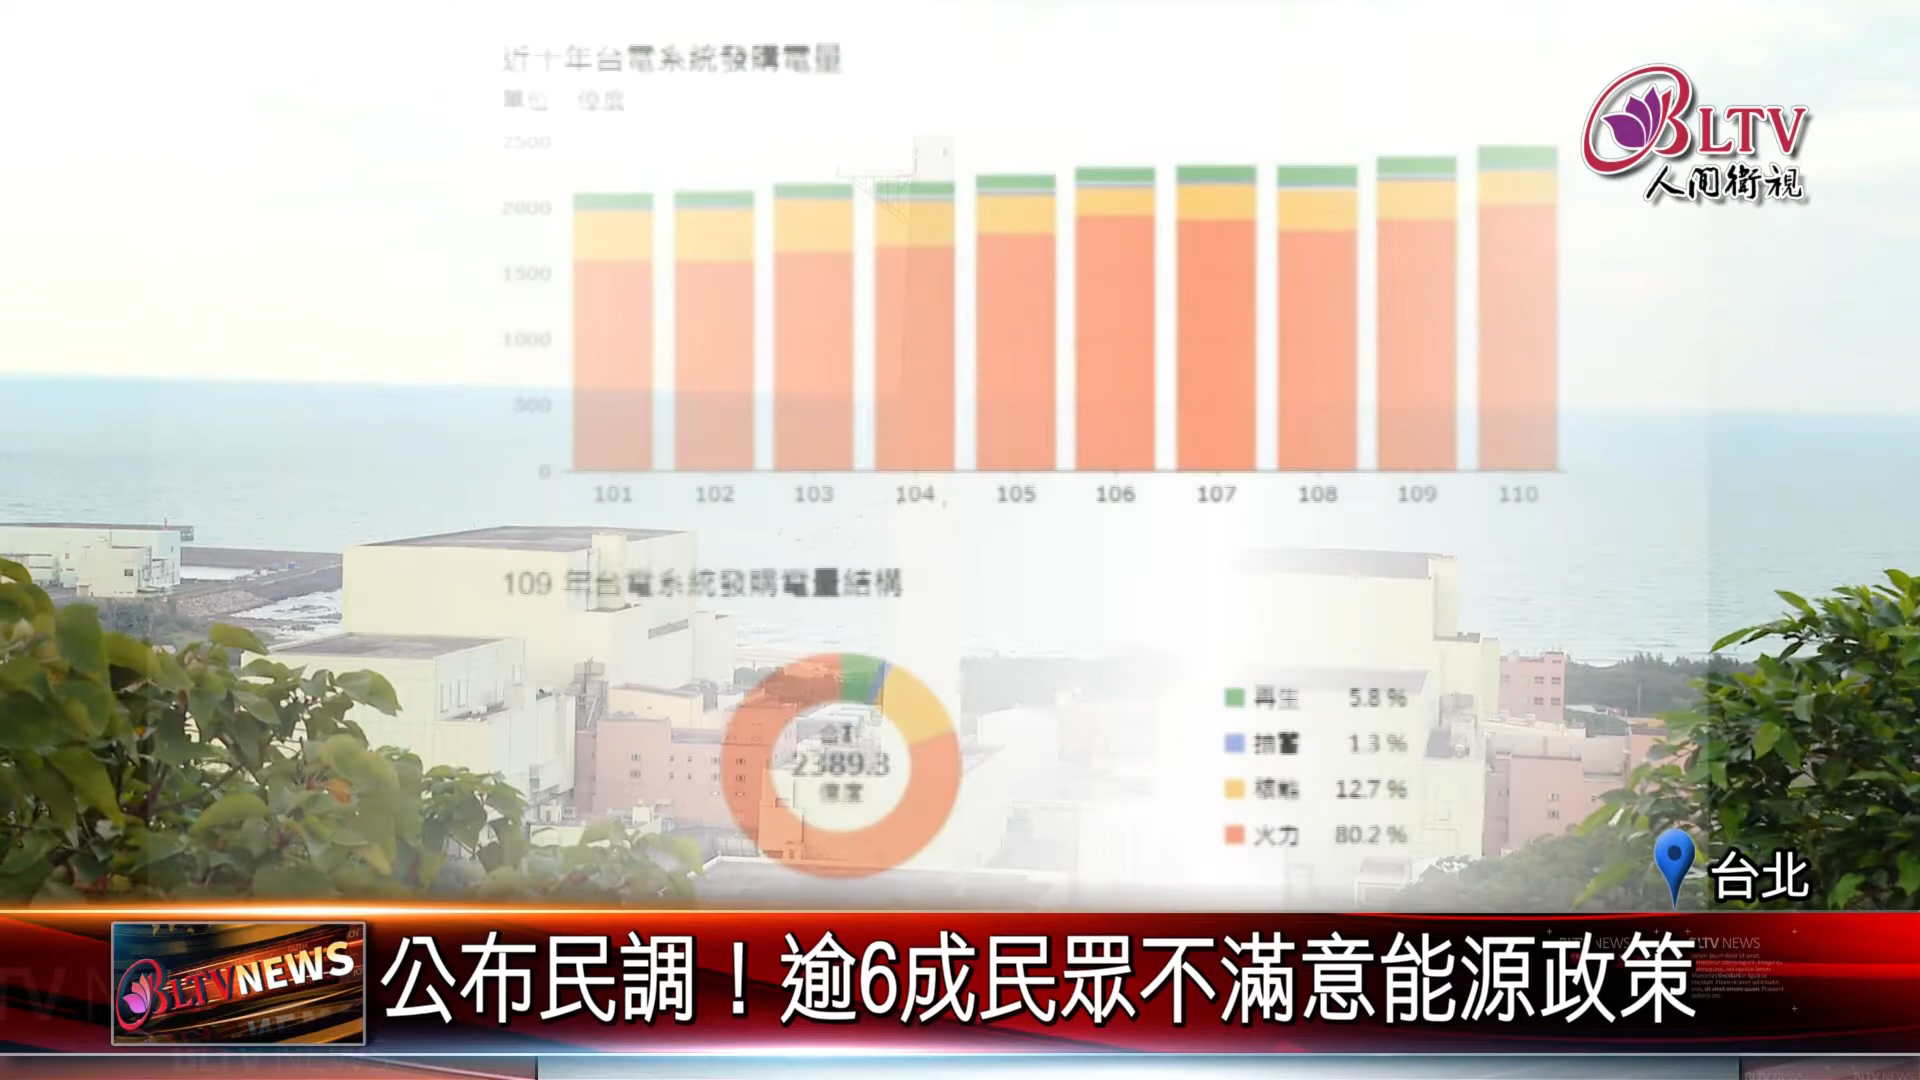 近十年台電系統發購電量
單位 億度
2500
2000
1500
1000
500
0
101 102 103 104 105 106 107 108 109 110
BLTV
人間衛視
109 年台電系統發購電量結構
合計
2389.3
億度
再生 5.8 %
抽蓄 1.3 %
核能 12.7 %
火力 80.2 %
台北
BLTV NEWS
公布民調！逾6成民眾不滿意能源政策